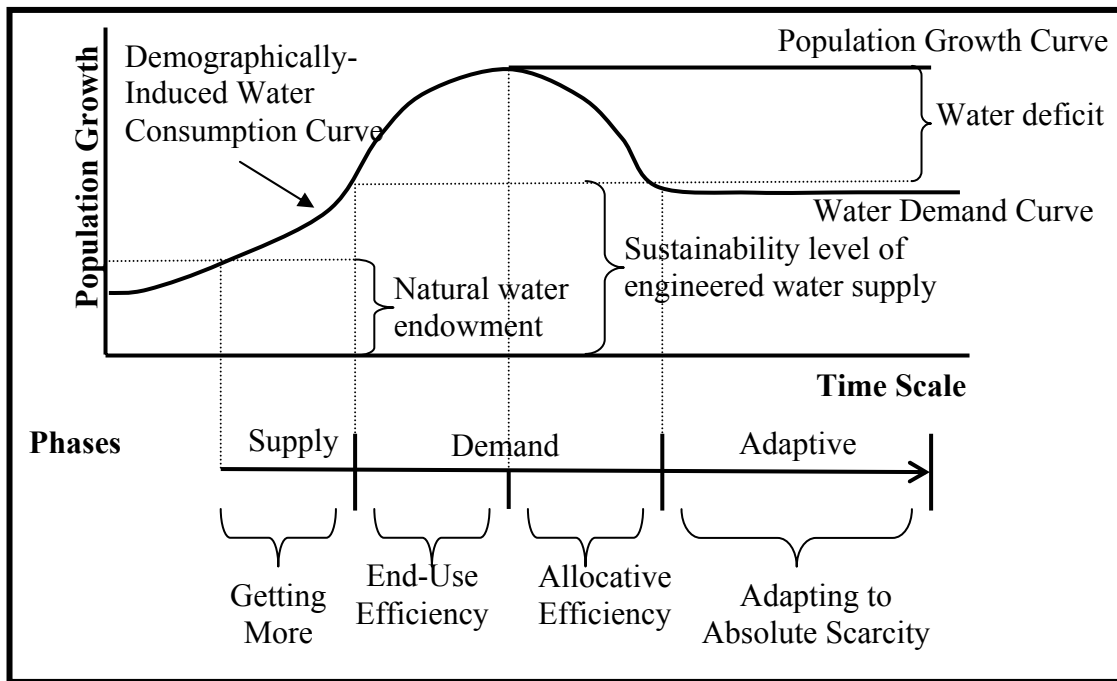 Population Growth Curve
Demographically-
Induced Water
Consumption Curve
Water deficit
Population Growth
Water Demand Curve
Sustainability level of
engineered water supply
Natural water
endowment
Time Scale
Phases
Supply
Demand
Adaptive
Getting
More
End-Use
Efficiency
Allocative
Efficiency
Adapting to
Absolute Scarcity